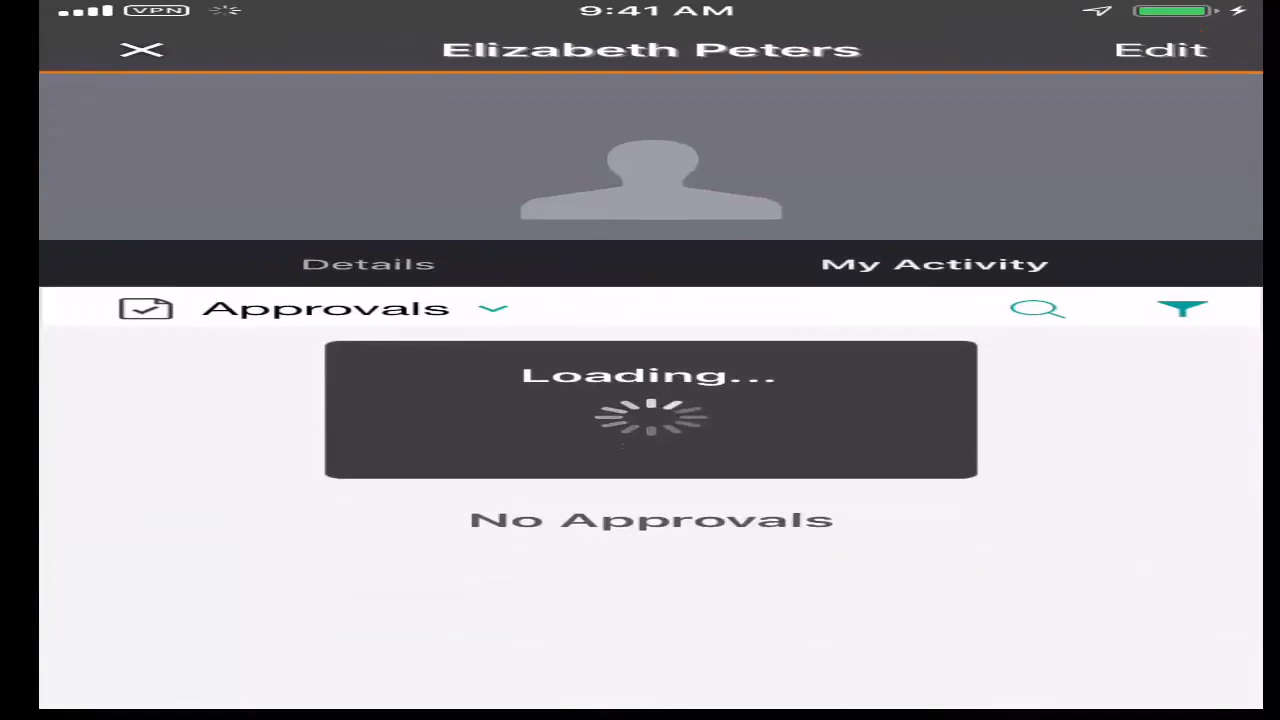 VPN 9:41 AM
Elizabeth Peters Edit
Details My Activity
Approvals
Loading...
No Approvals